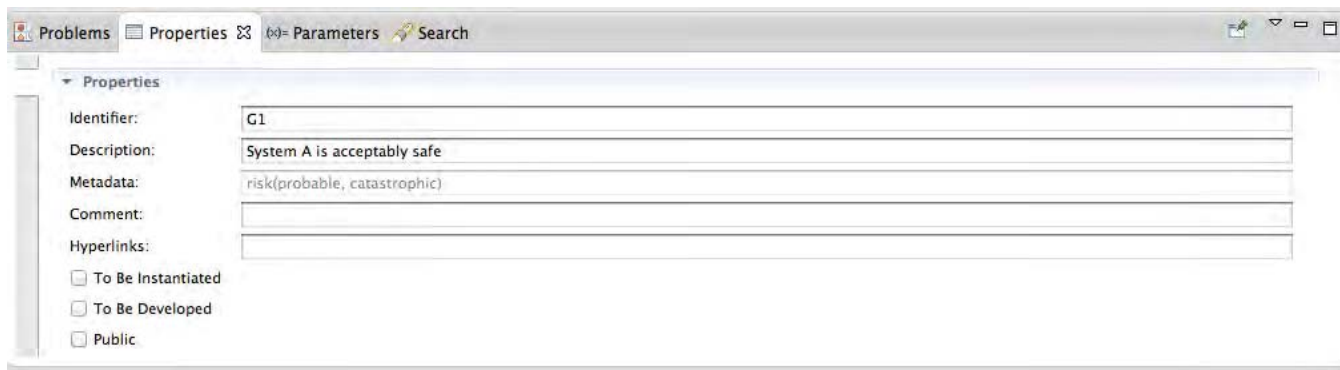 Problems Properties (x)= Parameters Search
Properties
Identifier: G1
Description: System A is acceptably safe
Metadata: risk(probable, catastrophic)
Comment:
Hyperlinks:
To Be Instantiated
To Be Developed
Public